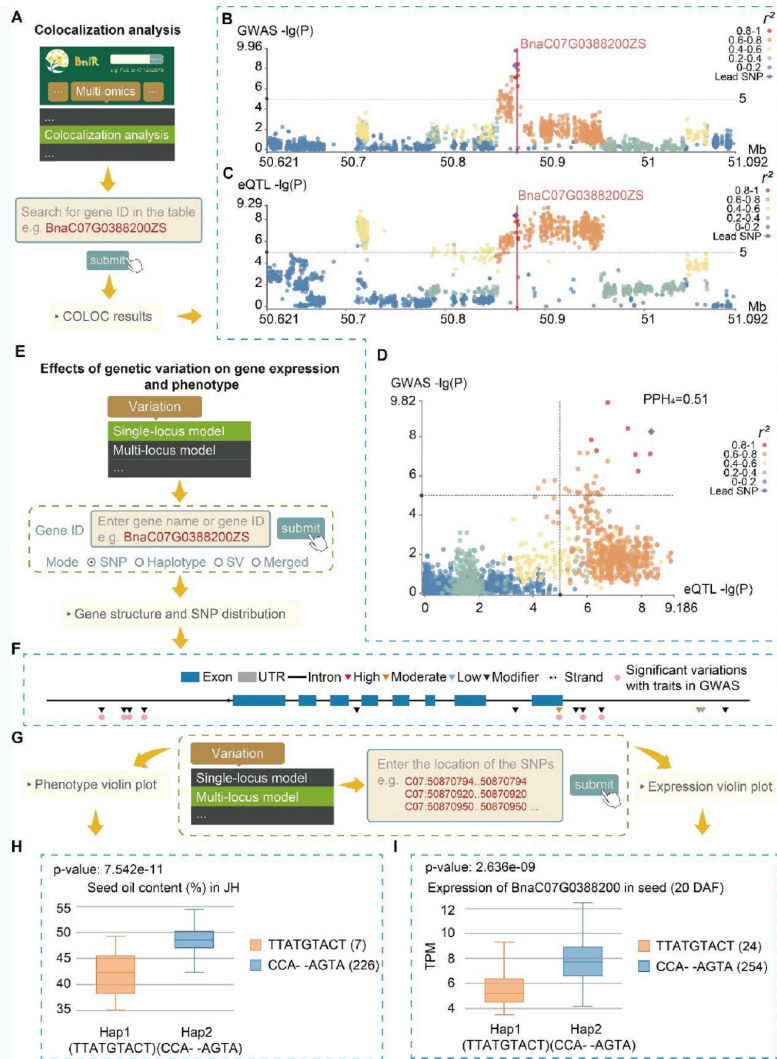 A
Colocalization analysis
BnIR
Multi-omics
...
...
...
Colocalization analysis
...
Search for gene ID in the table
e.g. BnaC07G0388200ZS
submit
▸ COLOC results
B
GWAS -lg(P)
9.96
8
6
4
2
0
BnaC07G0388200ZS
r²
0.8-1
0.6-0.8
0.4-0.6
0.2-0.4
0-0.2
Lead SNP
5
Mb
50.621
50.7
50.8
50.9
51
51.092
C
eQTL -lg(P)
9.29
8
6
4
2
0
BnaC07G0388200ZS
r²
0.8-1
0.6-0.8
0.4-0.6
0.2-0.4
0-0.2
Lead SNP
5
Mb
50.621
50.7
50.8
50.9
51
51.092
D
GWAS -lg(P)
9.82
8
6
4
2
0
PPH₄=0.51
r²
0.8-1
0.6-0.8
0.4-0.6
0.2-0.4
0-0.2
Lead SNP
eQTL -lg(P)
0
2
4
6
8
9.186
E
Effects of genetic variation on gene expression
and phenotype
Variation
Single-locus model
Multi-locus model
...
Gene ID
Enter gene name or gene ID
e.g. BnaC07G0388200ZS
submit
Mode SNP Haplotype SV Merged
▸ Gene structure and SNP distribution
F
Exon UTR Intron High Moderate Low Modifier Strand Significant variations
with traits in GWAS
G
▸ Phenotype violin plot
Variation
Single-locus model
Multi-locus model
...
Enter the location of the SNPs
e.g. C07:50870794..50870794
C07:50870920..50870920
C07:50870950..50870950 ...
submit
▸ Expression violin plot
H
p-value: 7.542e-11
Seed oil content (%) in JH
55
50
45
40
35
TTATGTACT (7)
CCA- -AGTA (226)
Hap1
Hap2
(TTATGTACT)(CCA- -AGTA)
I
p-value: 2.636e-09
Expression of BnaC07G0388200 in seed (20 DAF)
TPM
12
10
8
6
4
TTATGTACT (24)
CCA- -AGTA (254)
Hap1
Hap2
(TTATGTACT)(CCA- -AGTA)